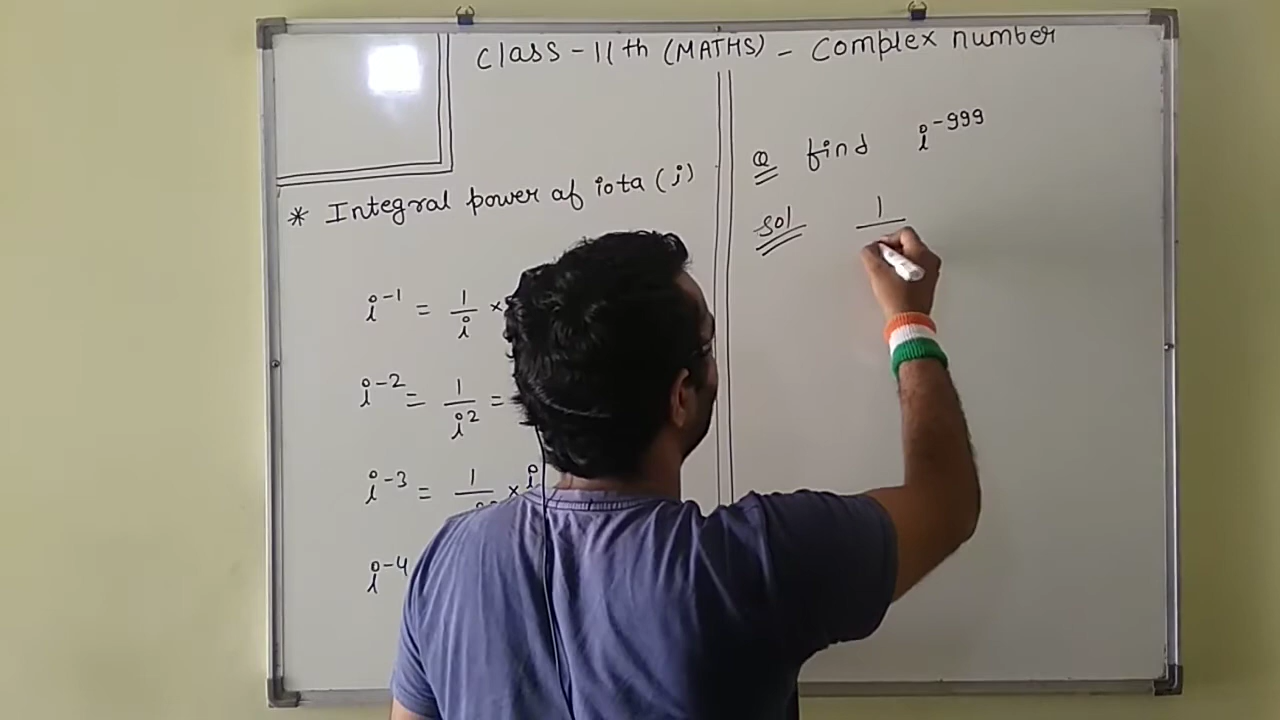 Class - 11th (MATHS) - Complex number
* Integral power of iota (i)
i⁻¹ = 1/i ×
i⁻² = 1/i² =
i⁻³ = 1/ × i
i⁻⁴
Q find i⁻⁹⁹⁹
Sol 1/